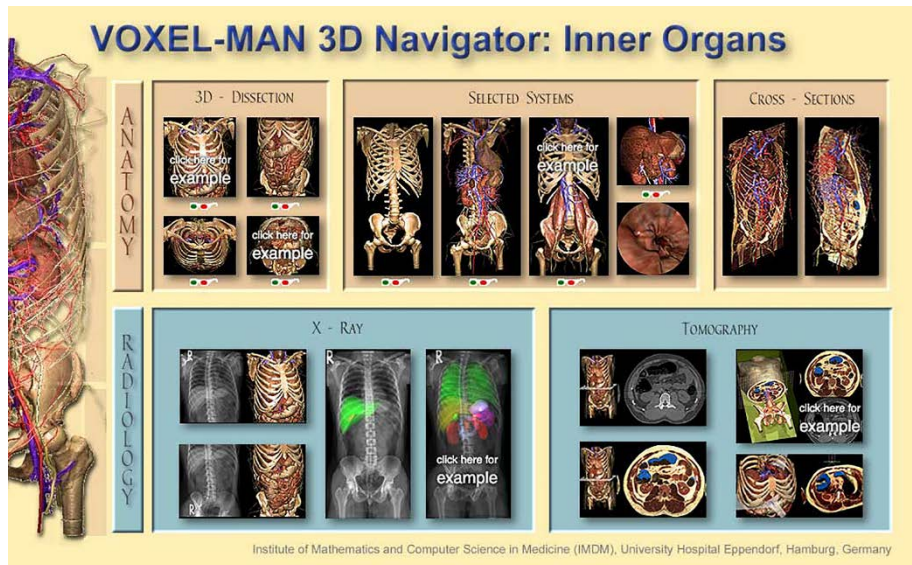 VOXEL-MAN 3D Navigator: Inner Organs
ANATOMY
3D - DISSECTION
click here for
example
click here for
example
SELECTED SYSTEMS
click here for
example
CROSS - SECTIONS
RADIOLOGY
X - RAY
R
R
R
R
click here for
example
TOMOGRAPHY
click here for
example
Institute of Mathematics and Computer Science in Medicine (IMDM), University Hospital Eppendorf, Hamburg, Germany